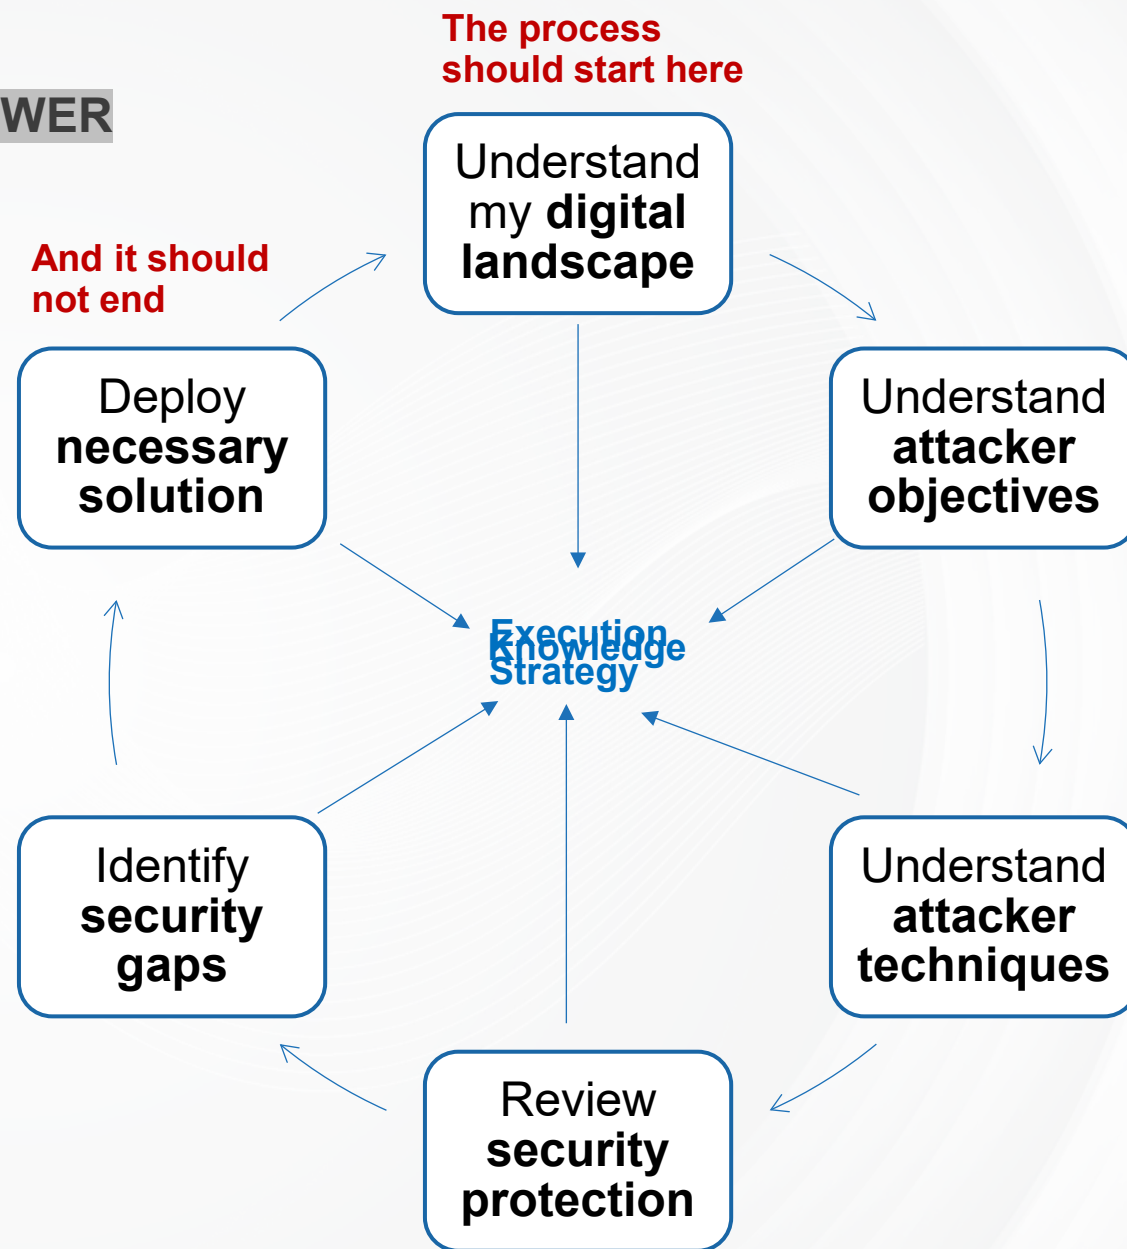 The process
should start here
WER
Understand
my digital
landscape
And it should
not end
Deploy
necessary
solution
Understand
attacker
objectives
Execution
Knowledge
Strategy
Identify
security
gaps
Understand
attacker
techniques
Review
security
protection